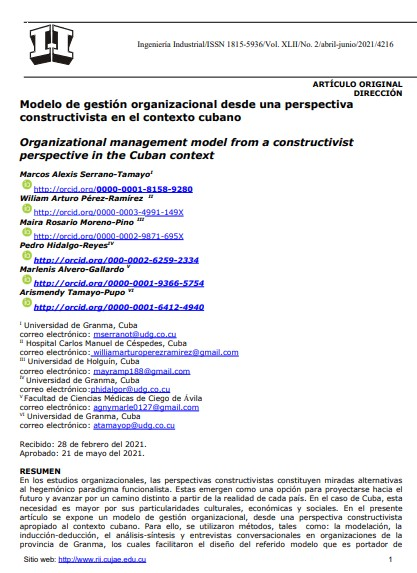 Ingeniería Industrial/ISSN 1815-5936/Vol. XLII/No. 2/abril-junio/2021/4216
ARTÍCULO ORIGINAL
DIRECCIÓN
Modelo de gestión organizacional desde una perspectiva
constructivista en el contexto cubano
Organizational management model from a constructivist
perspective in the Cuban context
Marcos Alexis Serrano-Tamayo I
http://orcid.org/0000-0001-8158-9280
Wiliam Arturo Pérez-Ramírez II
http://orcid.org/0000-0003-4991-149X
Maira Rosario Moreno-Pino III
http://orcid.org/0000-0002-9871-695X
Pedro Hidalgo-Reyes IV
http://orcid.org/000-0002-6259-2334
Marlenis Alvero-Gallardo V
http://orcid.org/0000-0001-9366-5754
Arismendy Tamayo-Pupo VI
http://orcid.org/0000-0001-6412-4940
I Universidad de Granma, Cuba
correo electrónico: mserranot@udg.co.cu
II Hospital Carlos Manuel de Céspedes, Cuba
correo electrónico: williamarturoperezramirez@gmail.com
III Universidad de Holguín, Cuba
correo electrónico: mayramp188@gmail.com
IV Universidad de Granma, Cuba
correo electrónico:phidalgor@udg.co.cu
V Facultad de Ciencias Médicas de Ciego de Ávila
correo electrónico: agnymarle0127@gmail.com
VI Universidad de Granma, Cuba
correo electrónico: atamayop@udg.co.cu
Recibido: 28 de febrero del 2021.
Aprobado: 21 de mayo del 2021.
RESUMEN
En los estudios organizacionales, las perspectivas constructivistas constituyen miradas alternativas
al hegemónico paradigma funcionalista. Estas emergen como una opción para proyectarse hacia el
futuro y avanzar por un camino distinto a partir de la realidad de cada país. En el caso de Cuba, esta
necesidad es mayor por sus particularidades culturales, económicas y sociales. En el presente
artículo se expone un modelo de gestión organizacional, desde una perspectiva constructivista
apropiado al contexto cubano. Para ello, se utilizaron métodos, tales como: la modelación, la
inducción-deducción, el análisis-síntesis y entrevistas conversacionales en organizaciones de la
provincia de Granma, los cuales facilitaron el diseño del referido modelo que es portador de
Sitio web: http://www.rii.cujae.edu.cu
1